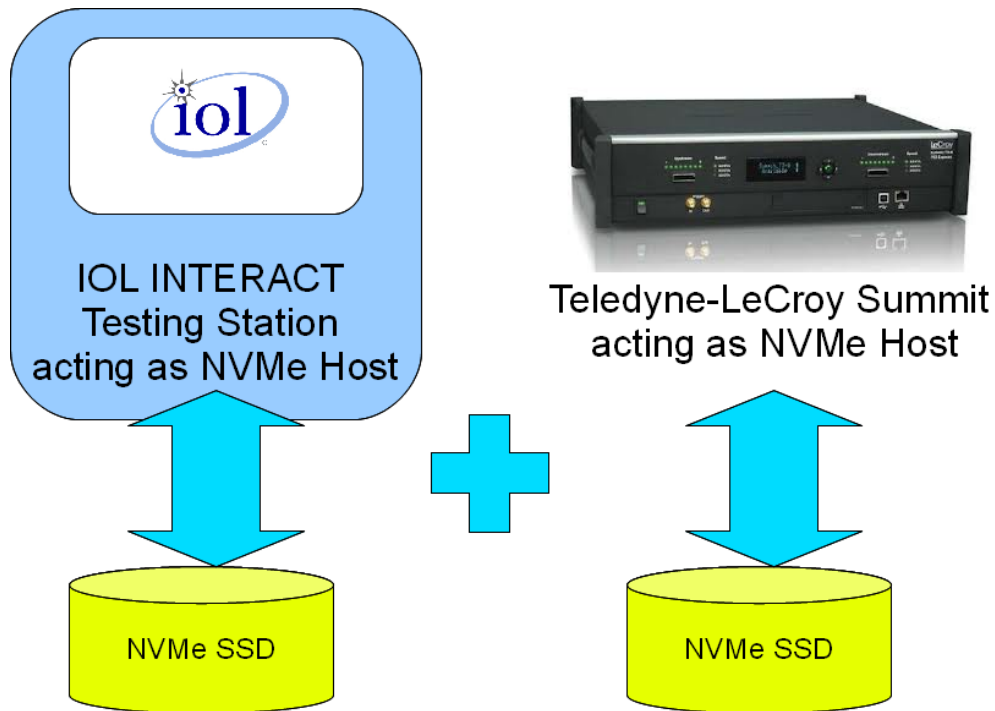 iol
IOL INTERACT
Testing Station
acting as NVMe Host
LeCroy
Teledyne-LeCroy Summit
acting as NVMe Host
NVMe SSD
NVMe SSD